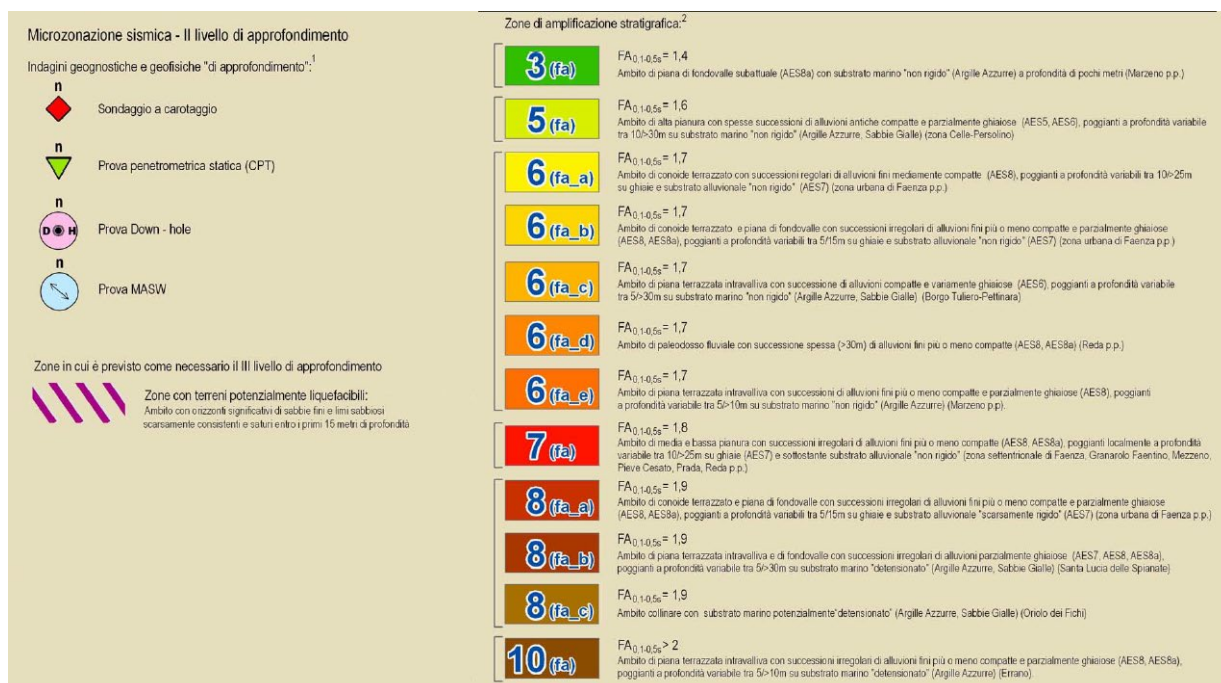 Microzonazione sismica - II livello di approfondimento
Indagini geognostiche e geofisiche "di approfondimento":1
n
Sondaggio a carotaggio
n
Prova penetrometrica statica (CPT)
n
D H
Prova Down - hole
n
Prova MASW
Zone in cui è previsto come necessario il III livello di approfondimento
Zone con terreni potenzialmente liquefacibili:
Ambito con orizzonti significativi di sabbie fini e limi sabbiosi
scarsamente consistenti e saturi entro i primi 15 metri di profondità
Zone di amplificazione stratigrafica:2
3 (fa)
FA0,1-0,5s = 1,4
Ambito di piana di fondovalle subattuale (AES8a) con substrato marino "non rigido" (Argille Azzurre) a profondità di pochi metri (Marzeno p.p.)
5 (fa)
FA0,1-0,5s = 1,6
Ambito di alta pianura con spesse successioni di alluvioni antiche compatte e parzialmente ghiaiose (AES5, AES6), poggianti a profondità variabile
tra 10/>30m su substrato marino "non rigido" (Argille Azzurre, Sabbie Gialle) (zona Celle-Persolino)
6 (fa_a)
FA0,1-0,5s = 1,7
Ambito di conoide terrazzato con successioni regolari di alluvioni fini mediamente compatte (AES8), poggianti a profondità variabili tra 10/>25m
su ghiaie e substrato alluvionale "non rigido" (AES7) (zona urbana di Faenza p.p.)
6 (fa_b)
FA0,1-0,5s = 1,7
Ambito di conoide terrazzato e piana di fondovalle con successioni irregolari di alluvioni fini più o meno compatte e parzialmente ghiaiose
(AES8, AES8a), poggianti a profondità variabili tra 5/15m su ghiaie e substrato alluvionale "non rigido" (AES7) (zona urbana di Faenza p.p.)
6 (fa_c)
FA0,1-0,5s = 1,7
Ambito di piana terrazzata intravalliva con successione di alluvioni compatte e variamente ghiaiose (AES6), poggianti a profondità variabile
tra 5/>30m su substrato marino "non rigido" (Argille Azzurre, Sabbie Gialle) (Borgo Tuliero-Pettinara)
6 (fa_d)
FA0,1-0,5s = 1,7
Ambito di paleodosso fluviale con successione spessa (>30m) di alluvioni fini più o meno compatte (AES8, AES8a) (Reda p.p.)
6 (fa_e)
FA0,1-0,5s = 1,7
Ambito di piana terrazzata intravalliva con successioni di alluvioni fini più o meno compatte e parzialmente ghiaiose (AES8), poggianti
a profondità variabile tra 5/>10m su substrato marino "non rigido" (Argille Azzurre) (Marzeno p.p).
7 (fa)
FA0,1-0,5s = 1,8
Ambito di media e bassa pianura con successioni irregolari di alluvioni fini più o meno compatte (AES8, AES8a), poggianti localmente a profondità
variabile tra 10/>25m su ghiaie (AES7) e sottostante substrato alluvionale "non rigido" (zona settentrionale di Faenza, Granarolo Faentino, Mezzeno,
Pieve Cesato, Prada, Reda p.p.)
8 (fa_a)
FA0,1-0,5s = 1,9
Ambito di conoide terrazzato e piana di fondovalle con successioni irregolari di alluvioni fini più o meno compatte e parzialmente ghiaiose
(AES8, AES8a), poggianti a profondità variabili tra 5/15m su ghiaie e substrato alluvionale "scarsamente rigido" (AES7) (zona urbana di Faenza p.p.)
8 (fa_b)
FA0,1-0,5s = 1,9
Ambito di piana terrazzata intravalliva e di fondovalle con successioni irregolari di alluvioni parzialmente ghiaiose (AES7, AES8, AES8a),
poggianti a profondità variabile tra 5/>30m su substrato marino "detensionato" (Argille Azzurre, Sabbie Gialle) (Santa Lucia delle Spianate)
8 (fa_c)
FA0,1-0,5s = 1,9
Ambito collinare con substrato marino potenzialmente"detensionato" (Argille Azzurre, Sabbie Gialle) (Oriolo dei Fichi)
10 (fa)
FA0,1-0,5s > 2
Ambito di piana terrazzata intravalliva con successioni irregolari di alluvioni fini più o meno compatte e parzialmente ghiaiose (AES8, AES8a),
poggianti a profondità variabile tra 5/>10m su substrato marino "detensionato" (Argille Azzurre) (Errano).